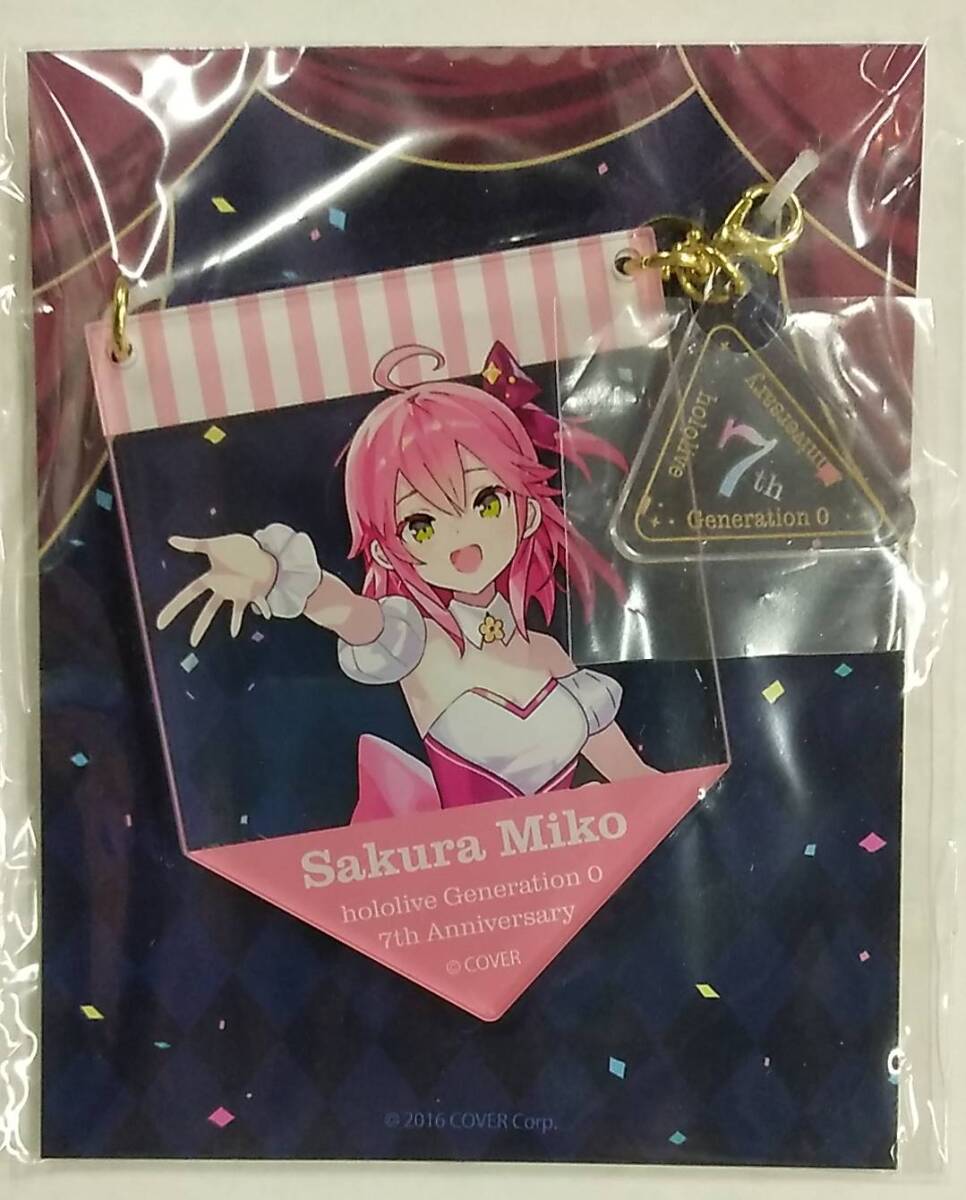 hololive
7th
Anniversary
Generation 0
Sakura Miko
hololive Generation 0
7th Anniversary
© COVER
© 2016 COVER Corp.